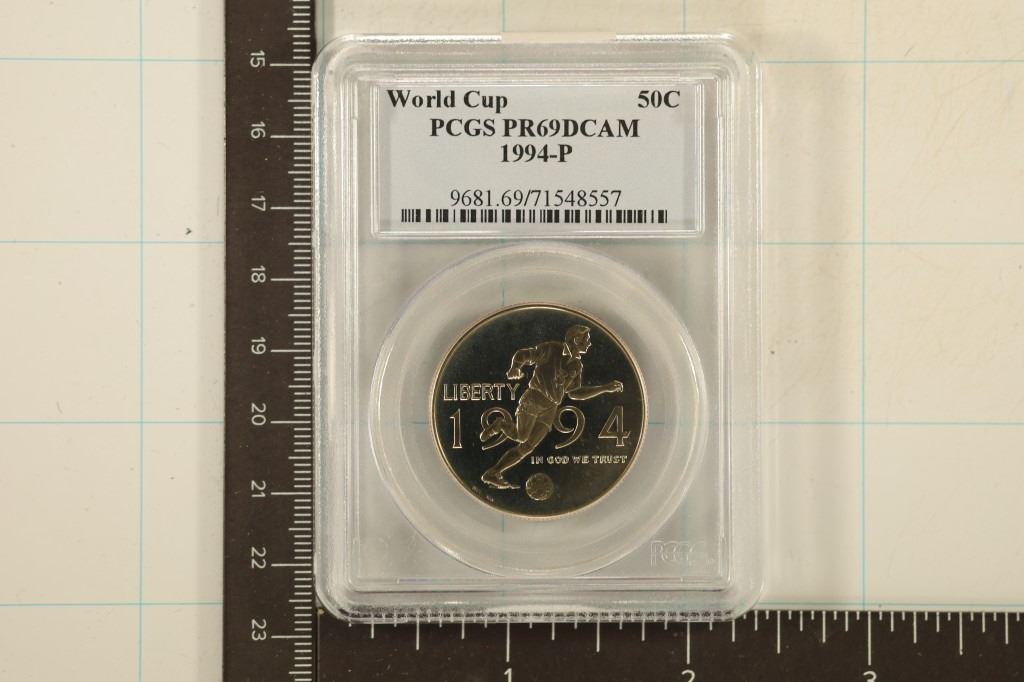 World Cup 50C
PCGS PR69DCAM
1994-P
9681.69/71548557
LIBERTY
1994
IN GOD WE TRUST
PCGS
15
16
17
18
19
20
21
22
23
1 2 3